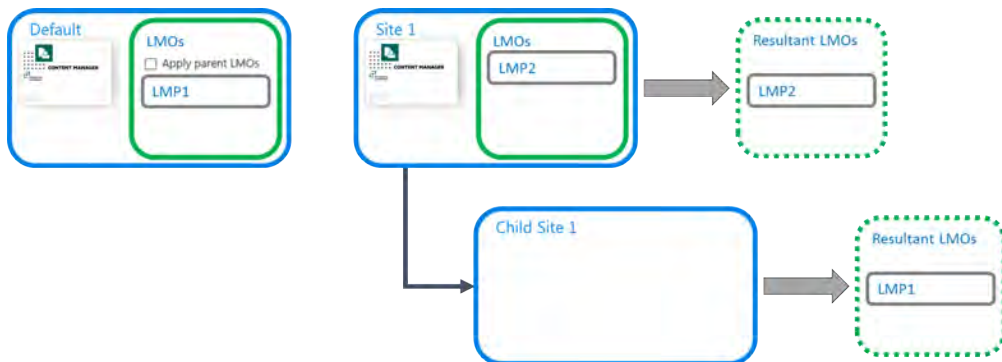 Default
LMOs
CONTENT MANAGER
Apply parent LMOs
LMP1
Site 1
LMOs
CONTENT MANAGER
LMP2
Resultant LMOs
LMP2
Child Site 1
Resultant LMOs
LMP1